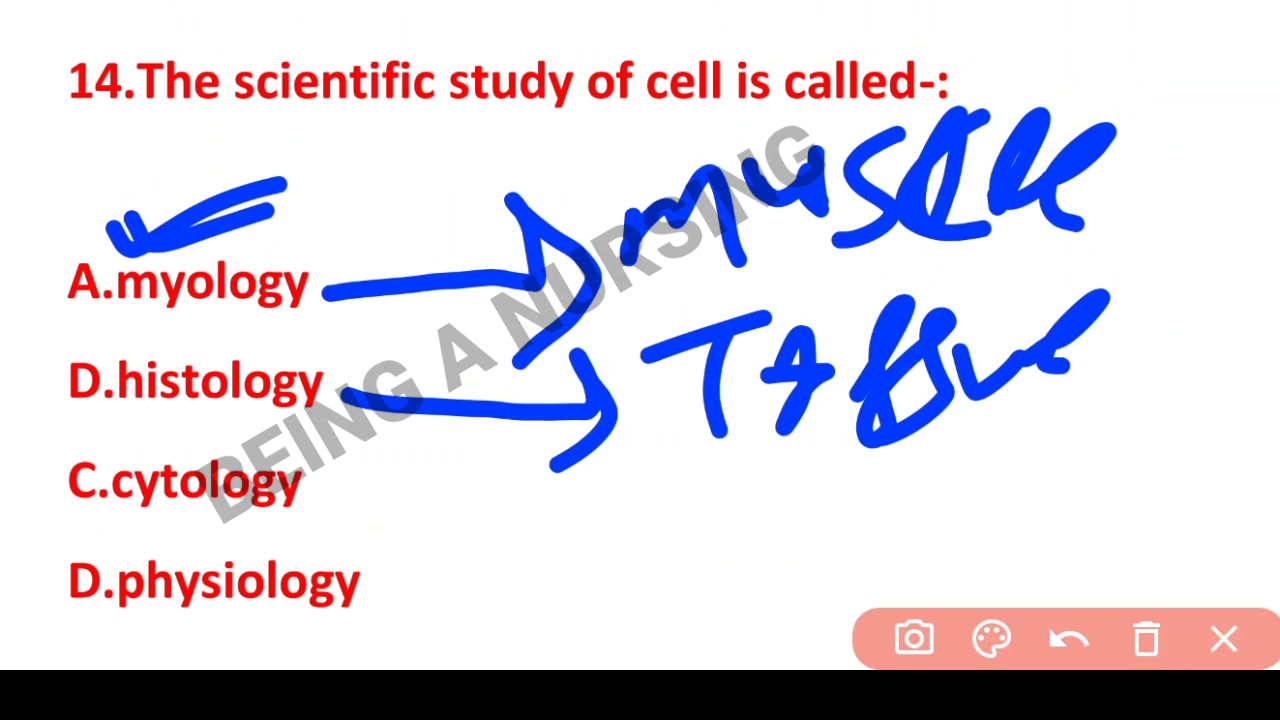 14.The scientific study of cell is called-:
A.myology
muscle
D.histology
Tissue
C.cytology
D.physiology
BEING A NURSING